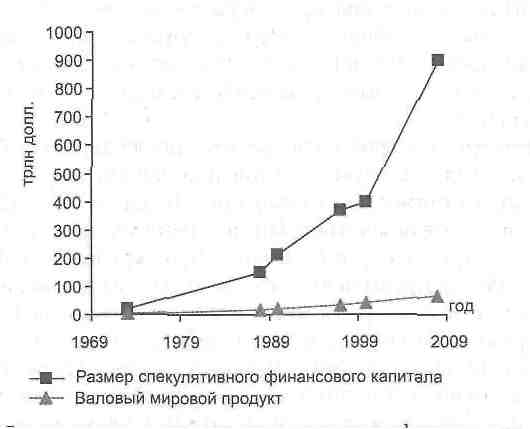 1000
900
800
700
600
500
400
300
200
100
0
трлн долл.
год
1969 1979 1989 1999 2009
Размер спекулятивного финансового капитала
Валовый мировой продукт